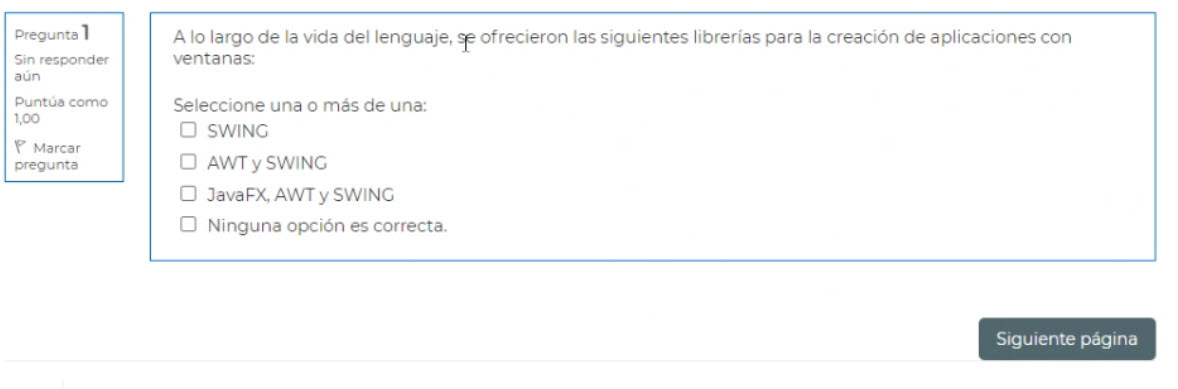 Pregunta 1
Sin responder
aún
Puntúa como
1,00
Marcar
pregunta
A lo largo de la vida del lenguaje, se ofrecieron las siguientes librerías para la creación de aplicaciones con
ventanas:
Seleccione una o más de una:
SWING
AWT y SWING
JavaFX, AWT y SWING
Ninguna opción es correcta.
Siguiente página